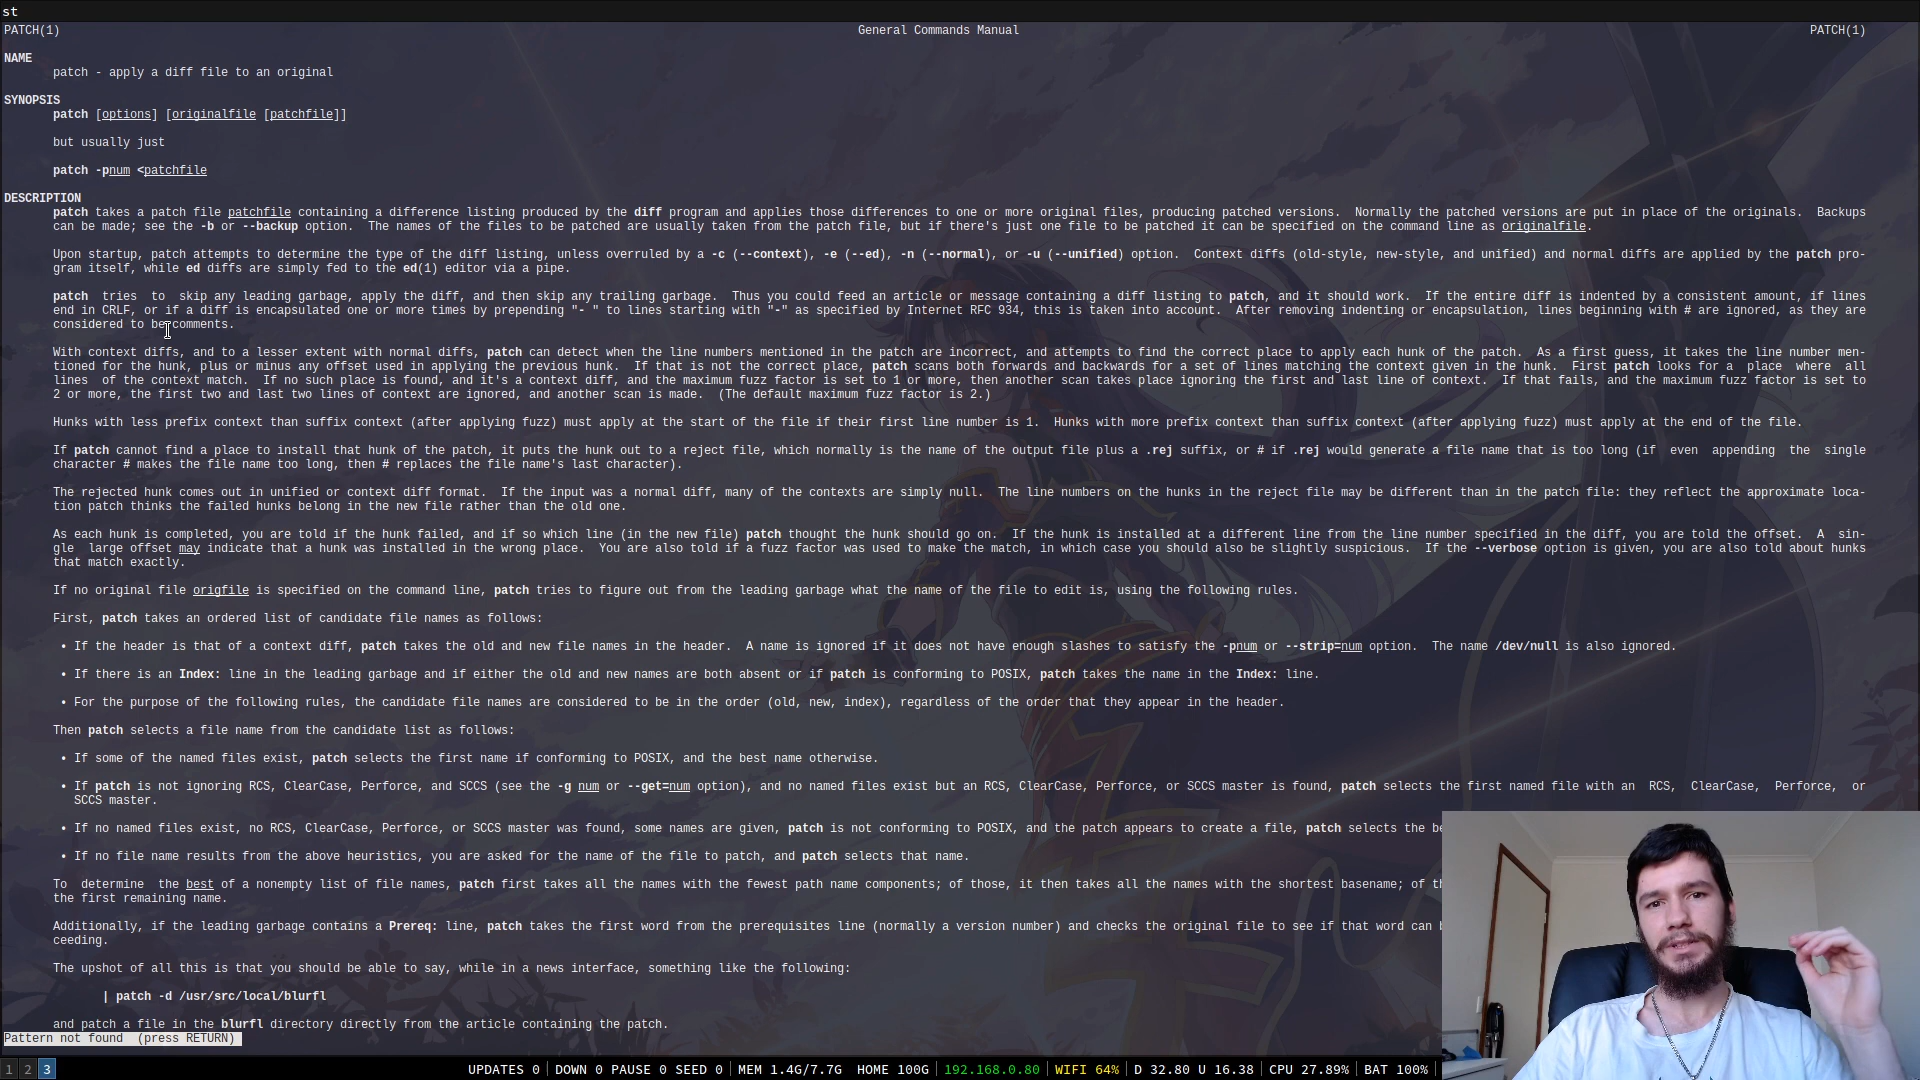 st
PATCH(1) General Commands Manual PATCH(1)
NAME
patch - apply a diff file to an original
SYNOPSIS
patch [options] [originalfile [patchfile]]
but usually just
patch -pnum <patchfile
DESCRIPTION
patch takes a patch file patchfile containing a difference listing produced by the diff program and applies those differences to one or more original files, producing patched versions. Normally the patched versions are put in place of the originals. Backups
can be made; see the -b or --backup option. The names of the files to be patched are usually taken from the patch file, but if there's just one file to be patched it can be specified on the command line as originalfile.
Upon startup, patch attempts to determine the type of the diff listing, unless overruled by a -c (--context), -e (--ed), -n (--normal), or -u (--unified) option. Context diffs (old-style, new-style, and unified) and normal diffs are applied by the patch pro-
gram itself, while ed diffs are simply fed to the ed(1) editor via a pipe.
patch tries to skip any leading garbage, apply the diff, and then skip any trailing garbage. Thus you could feed an article or message containing a diff listing to patch, and it should work. If the entire diff is indented by a consistent amount, if lines
end in CRLF, or if a diff is encapsulated one or more times by prepending "- " to lines starting with "-" as specified by Internet RFC 934, this is taken into account. After removing indenting or encapsulation, lines beginning with # are ignored, as they are
considered to be comments.
With context diffs, and to a lesser extent with normal diffs, patch can detect when the line numbers mentioned in the patch are incorrect, and attempts to find the correct place to apply each hunk of the patch. As a first guess, it takes the line number men-
tioned for the hunk, plus or minus any offset used in applying the previous hunk. If that is not the correct place, patch scans both forwards and backwards for a set of lines matching the context given in the hunk. First patch looks for a place where all
lines of the context match. If no such place is found, and it's a context diff, and the maximum fuzz factor is set to 1 or more, then another scan takes place ignoring the first and last line of context. If that fails, and the maximum fuzz factor is set to
2 or more, the first two and last two lines of context are ignored, and another scan is made. (The default maximum fuzz factor is 2.)
Hunks with less prefix context than suffix context (after applying fuzz) must apply at the start of the file if their first line number is 1. Hunks with more prefix context than suffix context (after applying fuzz) must apply at the end of the file.
If patch cannot find a place to install that hunk of the patch, it puts the hunk out to a reject file, which normally is the name of the output file plus a .rej suffix, or # if .rej would generate a file name that is too long (if even appending the single
character # makes the file name too long, then # replaces the file name's last character).
The rejected hunk comes out in unified or context diff format. If the input was a normal diff, many of the contexts are simply null. The line numbers on the hunks in the reject file may be different than in the patch file: they reflect the approximate loca-
tion patch thinks the failed hunks belong in the new file rather than the old one.
As each hunk is completed, you are told if the hunk failed, and if so which line (in the new file) patch thought the hunk should go on. If the hunk is installed at a different line from the line number specified in the diff, you are told the offset. A sin-
gle large offset may indicate that a hunk was installed in the wrong place. You are also told if a fuzz factor was used to make the match, in which case you should also be slightly suspicious. If the --verbose option is given, you are also told about hunks
that match exactly.
If no original file origfile is specified on the command line, patch tries to figure out from the leading garbage what the name of the file to edit is, using the following rules.
First, patch takes an ordered list of candidate file names as follows:
• If the header is that of a context diff, patch takes the old and new file names in the header. A name is ignored if it does not have enough slashes to satisfy the -pnum or --strip=num option. The name /dev/null is also ignored.
• If there is an Index: line in the leading garbage and if either the old and new names are both absent or if patch is conforming to POSIX, patch takes the name in the Index: line.
• For the purpose of the following rules, the candidate file names are considered to be in the order (old, new, index), regardless of the order that they appear in the header.
Then patch selects a file name from the candidate list as follows:
• If some of the named files exist, patch selects the first name if conforming to POSIX, and the best name otherwise.
• If patch is not ignoring RCS, ClearCase, Perforce, and SCCS (see the -g num or --get=num option), and no named files exist but an RCS, ClearCase, Perforce, or SCCS master is found, patch selects the first named file with an RCS, ClearCase, Perforce, or
SCCS master.
• If no named files exist, no RCS, ClearCase, Perforce, or SCCS master was found, some names are given, patch is not conforming to POSIX, and the patch appears to create a file, patch selects the be
• If no file name results from the above heuristics, you are asked for the name of the file to patch, and patch selects that name.
To determine the best of a nonempty list of file names, patch first takes all the names with the fewest path name components; of those, it then takes all the names with the shortest basename; of th
the first remaining name.
Additionally, if the leading garbage contains a Prereq: line, patch takes the first word from the prerequisites line (normally a version number) and checks the original file to see if that word can b
ceeding.
The upshot of all this is that you should be able to say, while in a news interface, something like the following:
| patch -d /usr/src/local/blurfl
and patch a file in the blurfl directory directly from the article containing the patch.
Pattern not found (press RETURN)
1 2 3 UPDATES 0 | DOWN 0 PAUSE 0 SEED 0 | MEM 1.4G/7.7G HOME 100G | 192.168.0.80 | WIFI 64% | D 32.80 U 16.38 | CPU 27.89% | BAT 100% |